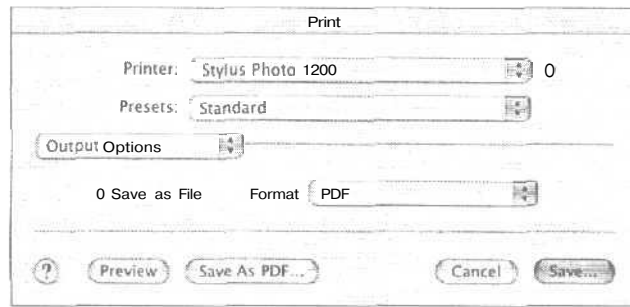 Print
Printer: Stylus Photo 1200 0
Presets: Standard
Output Options
0 Save as File Format PDF
? Preview Save As PDF... Cancel Save...